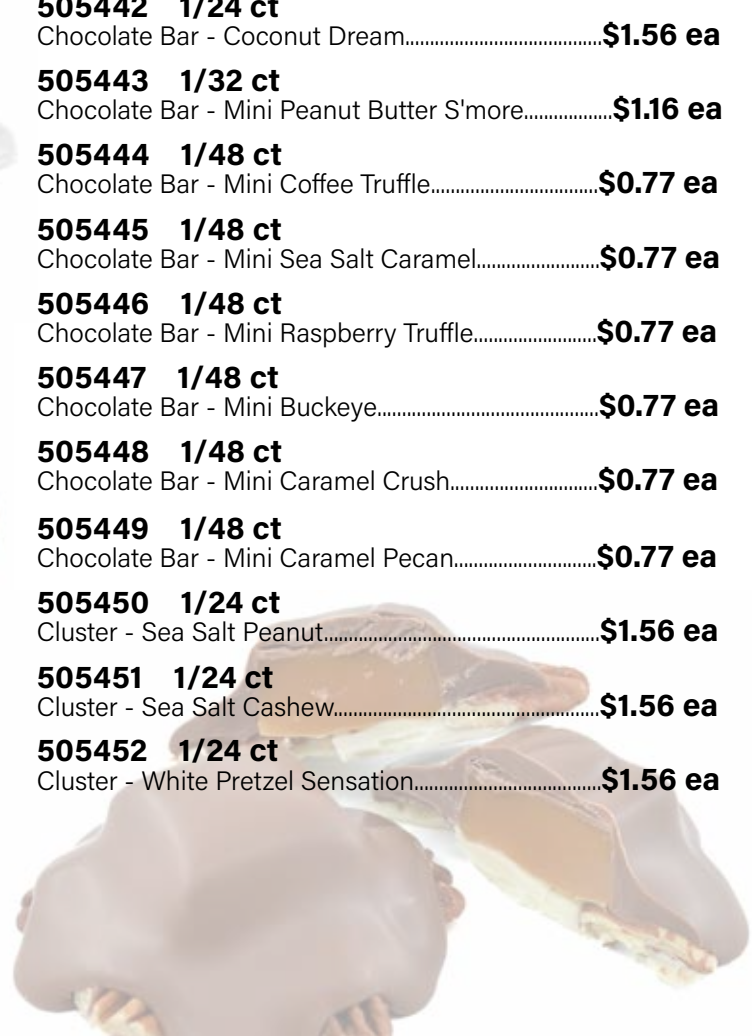 505442 1/24 ct
Chocolate Bar - Coconut Dream..........................................$1.56 ea
505443 1/32 ct
Chocolate Bar - Mini Peanut Butter S'more..................$1.16 ea
505444 1/48 ct
Chocolate Bar - Mini Coffee Truffle...................................$0.77 ea
505445 1/48 ct
Chocolate Bar - Mini Sea Salt Caramel..........................$0.77 ea
505446 1/48 ct
Chocolate Bar - Mini Raspberry Truffle..........................$0.77 ea
505447 1/48 ct
Chocolate Bar - Mini Buckeye...............................................$0.77 ea
505448 1/48 ct
Chocolate Bar - Mini Caramel Crush...............................$0.77 ea
505449 1/48 ct
Chocolate Bar - Mini Caramel Pecan..............................$0.77 ea
505450 1/24 ct
Cluster - Sea Salt Peanut..........................................................$1.56 ea
505451 1/24 ct
Cluster - Sea Salt Cashew........................................................$1.56 ea
505452 1/24 ct
Cluster - White Pretzel Sensation.......................................$1.56 ea